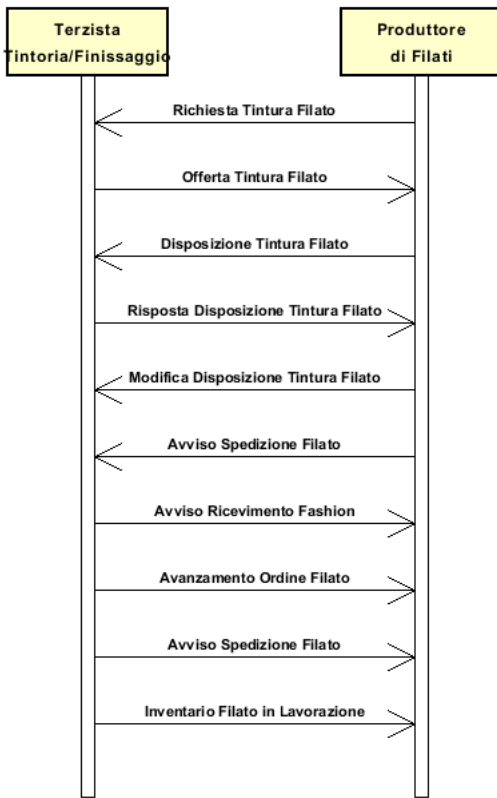 Terzista
Tintoria/Finissaggio
Produttore
di Filati
Richiesta Tintura Filato
Offerta Tintura Filato
Disposizione Tintura Filato
Risposta Disposizione Tintura Filato
Modifica Disposizione Tintura Filato
Avviso Spedizione Filato
Avviso Ricevimento Fashion
Avanzamento Ordine Filato
Avviso Spedizione Filato
Inventario Filato in Lavorazione